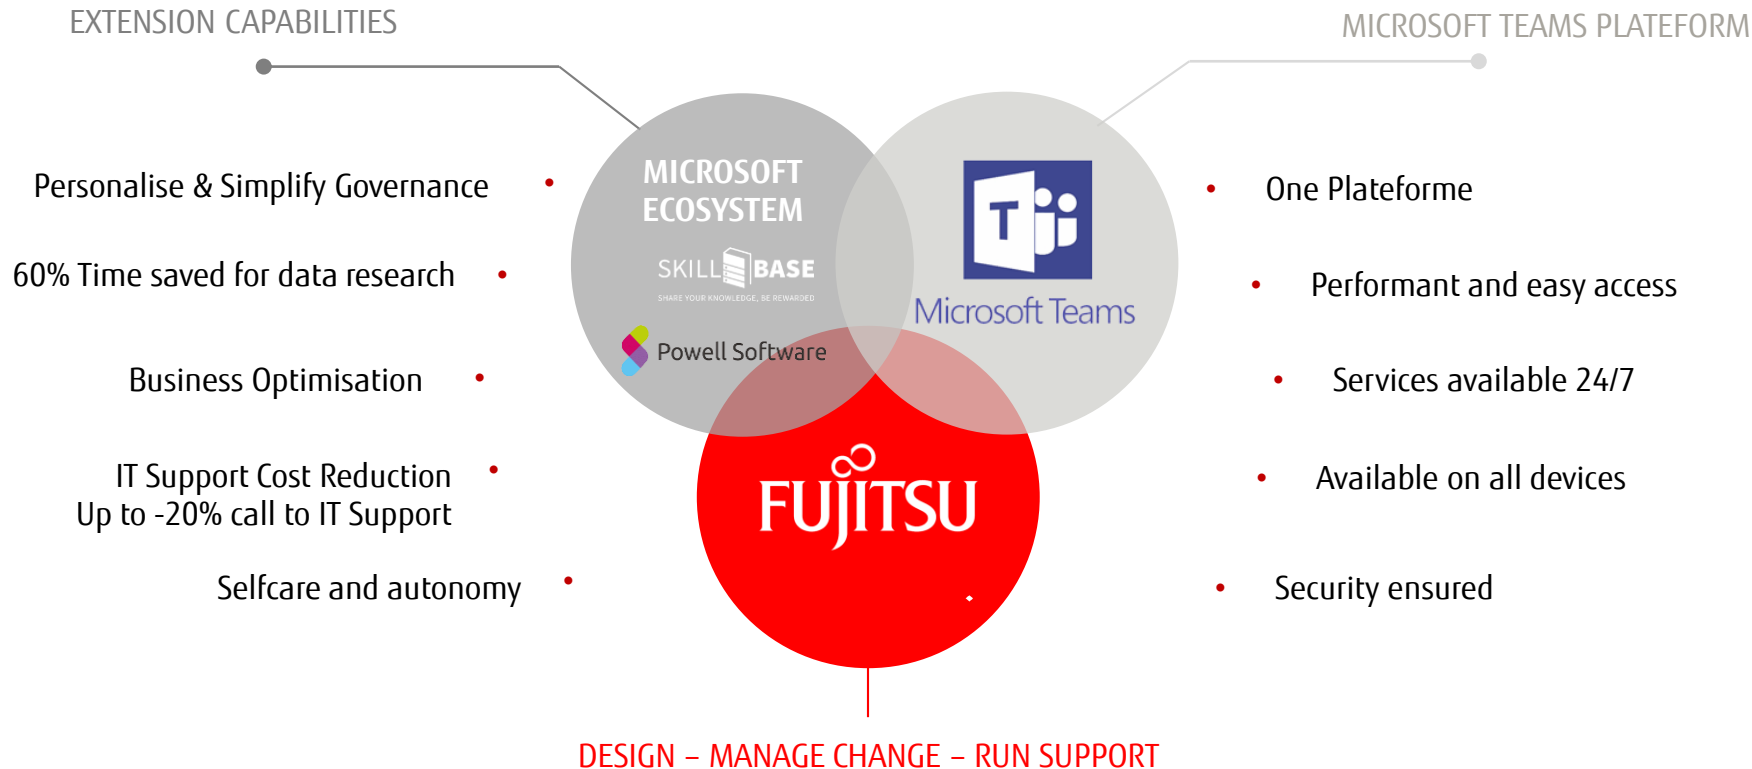 EXTENSION CAPABILITIES
MICROSOFT TEAMS PLATEFORM
Personalise & Simplify Governance
60% Time saved for data research
Business Optimisation
IT Support Cost Reduction
Up to -20% call to IT Support
Selfcare and autonomy
MICROSOFT
ECOSYSTEM
SKILL BASE
SHARE YOUR KNOWLEDGE, BE REWARDED
Powell Software
T
Microsoft Teams
FUJITSU
One Plateforme
Performant and easy access
Services available 24/7
Available on all devices
Security ensured
DESIGN – MANAGE CHANGE – RUN SUPPORT